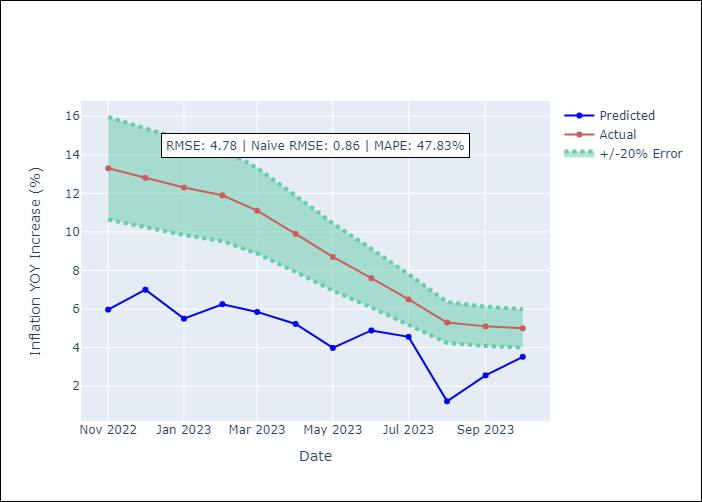 RMSE: 4.78 | Naive RMSE: 0.86 | MAPE: 47.83%
Predicted
Actual
+/-20% Error
Inflation YOY Increase (%)
16
14
12
10
8
6
4
2
Nov 2022 Jan 2023 Mar 2023 May 2023 Jul 2023 Sep 2023
Date